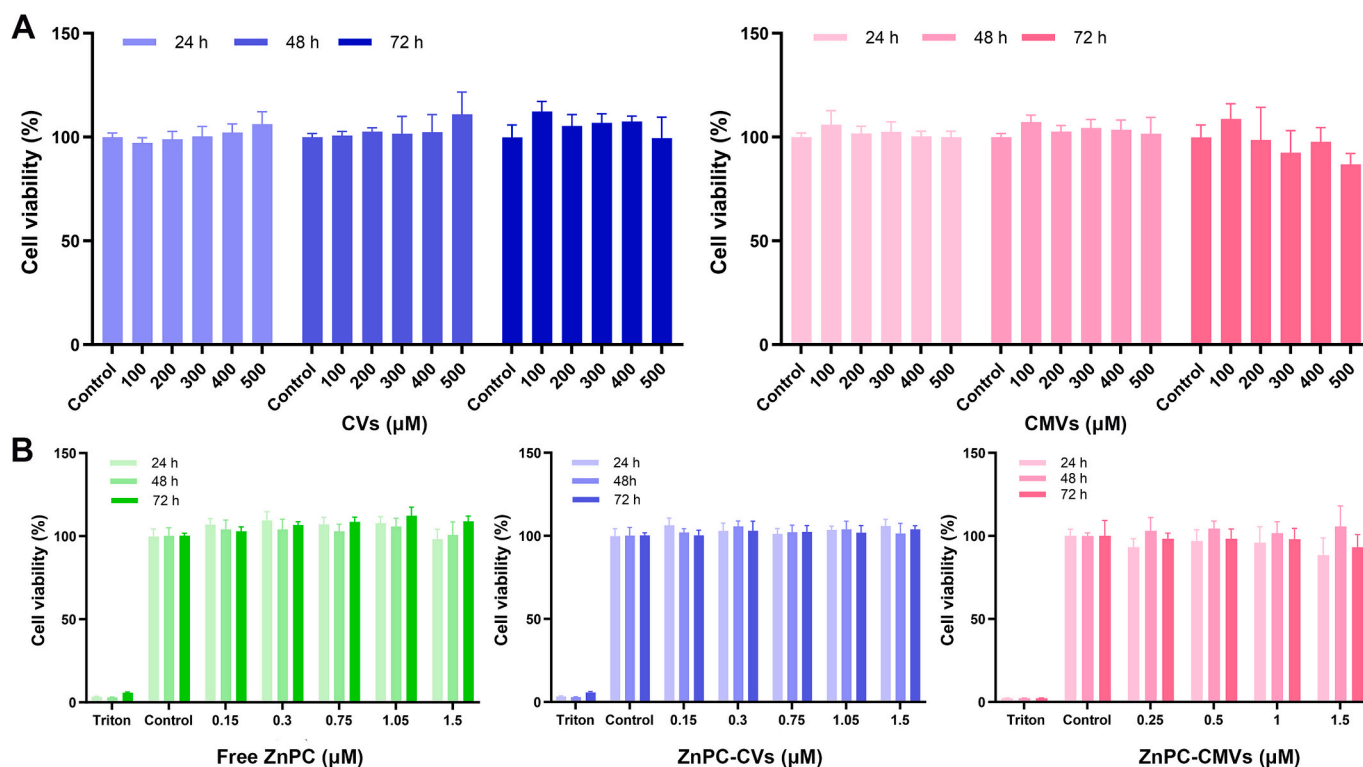 A
150
100
50
0
Cell viability (%)
24 h
48 h
72 h
Control
100
200
300
400
500
Control
100
200
300
400
500
Control
100
200
300
400
500
CVs (µM)
150
100
50
0
Cell viability (%)
24 h
48 h
72 h
Control
100
200
300
400
500
Control
100
200
300
400
500
Control
100
200
300
400
500
CMVs (µM)
B
150
100
50
0
Cell viability (%)
24 h
48 h
72 h
Triton Control 0.15 0.3 0.75 1.05 1.5
Free ZnPC (µM)
150
100
50
0
Cell viability (%)
24 h
48h
72 h
Triton Control 0.15 0.3 0.75 1.05 1.5
ZnPC-CVs (µM)
150
100
50
0
Cell viability (%)
24 h
48 h
72 h
Triton Control 0.25 0.5 1 1.5
ZnPC-CMVs (µM)